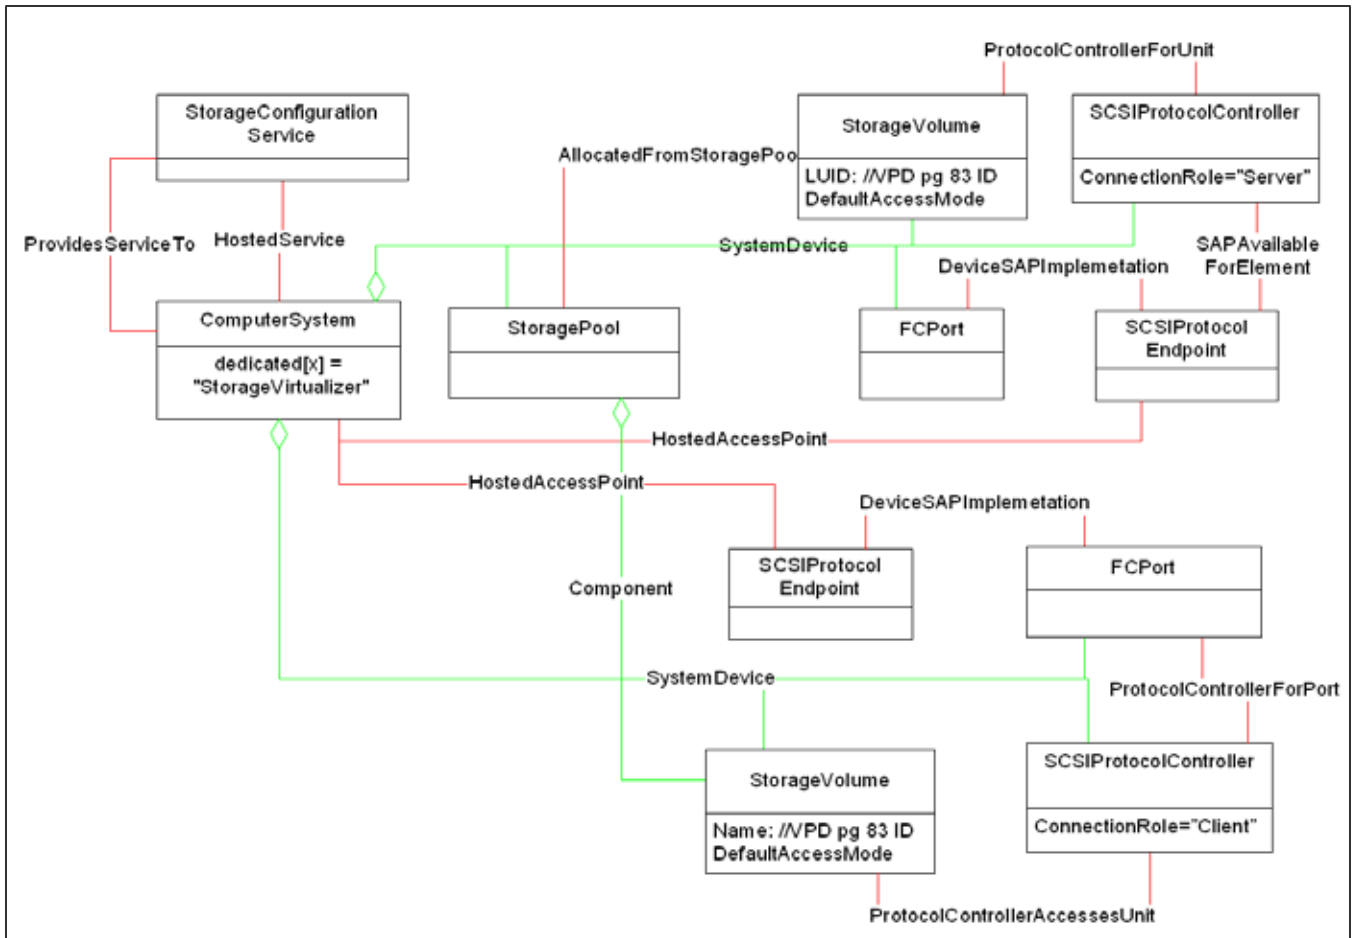 ProtocolControllerForUnit
StorageConfiguration
Service
StorageVolume
SCSIProtocolController
AllocatedFromStoragePoo
LUID: //VPD pg 83 ID
DefaultAccessMode
ConnectionRole="Server"
ProvidesServiceTo
HostedService
SystemDevice
SAPAvailable
ForElement
DeviceSAPImplemetation
ComputerSystem
StoragePool
FCPort
SCSIProtocol
Endpoint
dedicated[x] =
"StorageVirtualizer"
HostedAccessPoint
HostedAccessPoint
DeviceSAPImplemetation
SCSIProtocol
Endpoint
FCPort
Component
SystemDevice
ProtocolControllerForPort
StorageVolume
SCSIProtocolController
Name: //VPD pg 83 ID
DefaultAccessMode
ConnectionRole="Client"
ProtocolControllerAccessesUnit